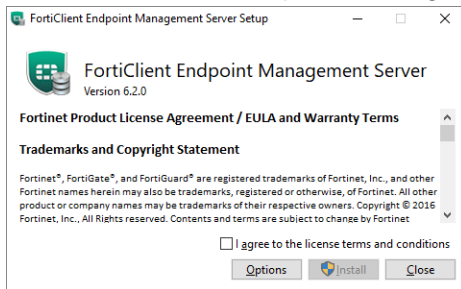 FortiClient Endpoint Management Server Setup
FortiClient Endpoint Management Server
Version 6.2.0
Fortinet Product License Agreement / EULA and Warranty Terms
Trademarks and Copyright Statement
Fortinet®, FortiGate®, and FortiGuard® are registered trademarks of Fortinet, Inc., and other
Fortinet names herein may also be trademarks, registered or otherwise, of Fortinet. All other
product or company names may be trademarks of their respective owners. Copyright © 2016
Fortinet, Inc., All Rights reserved. Contents and terms are subject to change by Fortinet
I agree to the license terms and conditions
Options Install Close